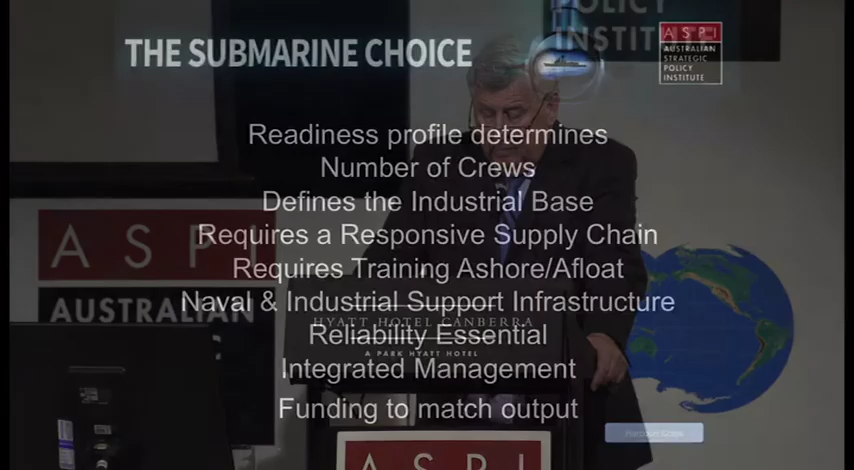 POLICY
INSTIT
THE SUBMARINE CHOICE
ASPI
AUSTRALIAN
STRATEGIC
POLICY
INSTITUTE
Readiness profile determines
Number of Crews
Defines the Industrial Base
Requires a Responsive Supply Chain
Requires Training Ashore/Afloat
Naval & Industrial Support Infrastructure
Reliability Essential
Integrated Management
Funding to match output
ASPI
AUSTRALIAN
HYATT HOTEL CANBERRA
A PARK HYATT HOTEL
ASPI